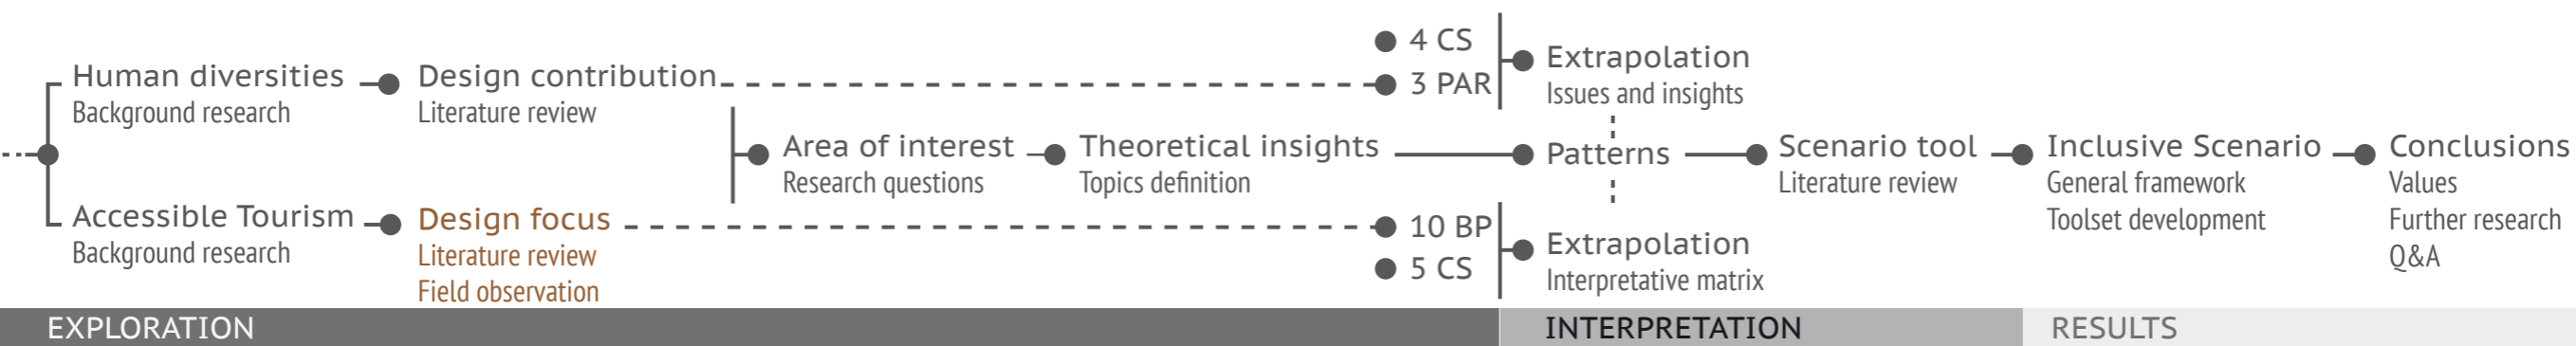 Human diversities
Background research
Design contribution
Literature review
4 CS
3 PAR
Extrapolation
Issues and insights
Area of interest
Research questions
Theoretical insights
Topics definition
Patterns
Scenario tool
Literature review
Inclusive Scenario
General framework
Toolset development
Conclusions
Values
Further research
Q&A
Accessible Tourism
Background research
Design focus
Literature review
Field observation
10 BP
5 CS
Extrapolation
Interpretative matrix
EXPLORATION
INTERPRETATION
RESULTS